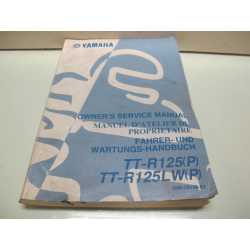 YAMAHA
OWNER'S SERVICE MANUAL
MANUEL D'ATELIER DU
PROPRIETAIRE
FAHRER- UND
WARTUNGS-HANDBUCH
TT-R125(P)
TT-R125LW(P)